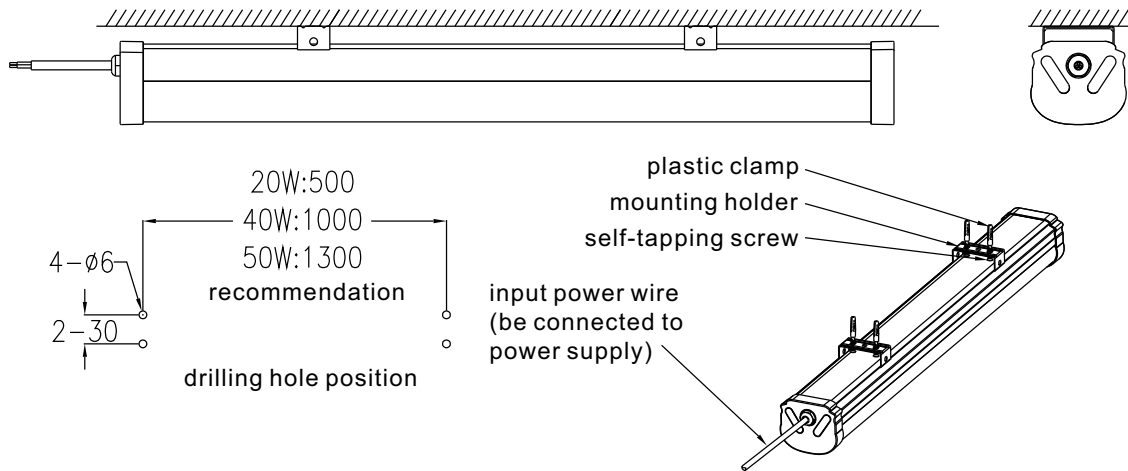 20W:500
40W:1000
50W:1300
recommendation
4-ø6
2-30
drilling hole position
plastic clamp
mounting holder
self-tapping screw
input power wire
(be connected to
power supply)